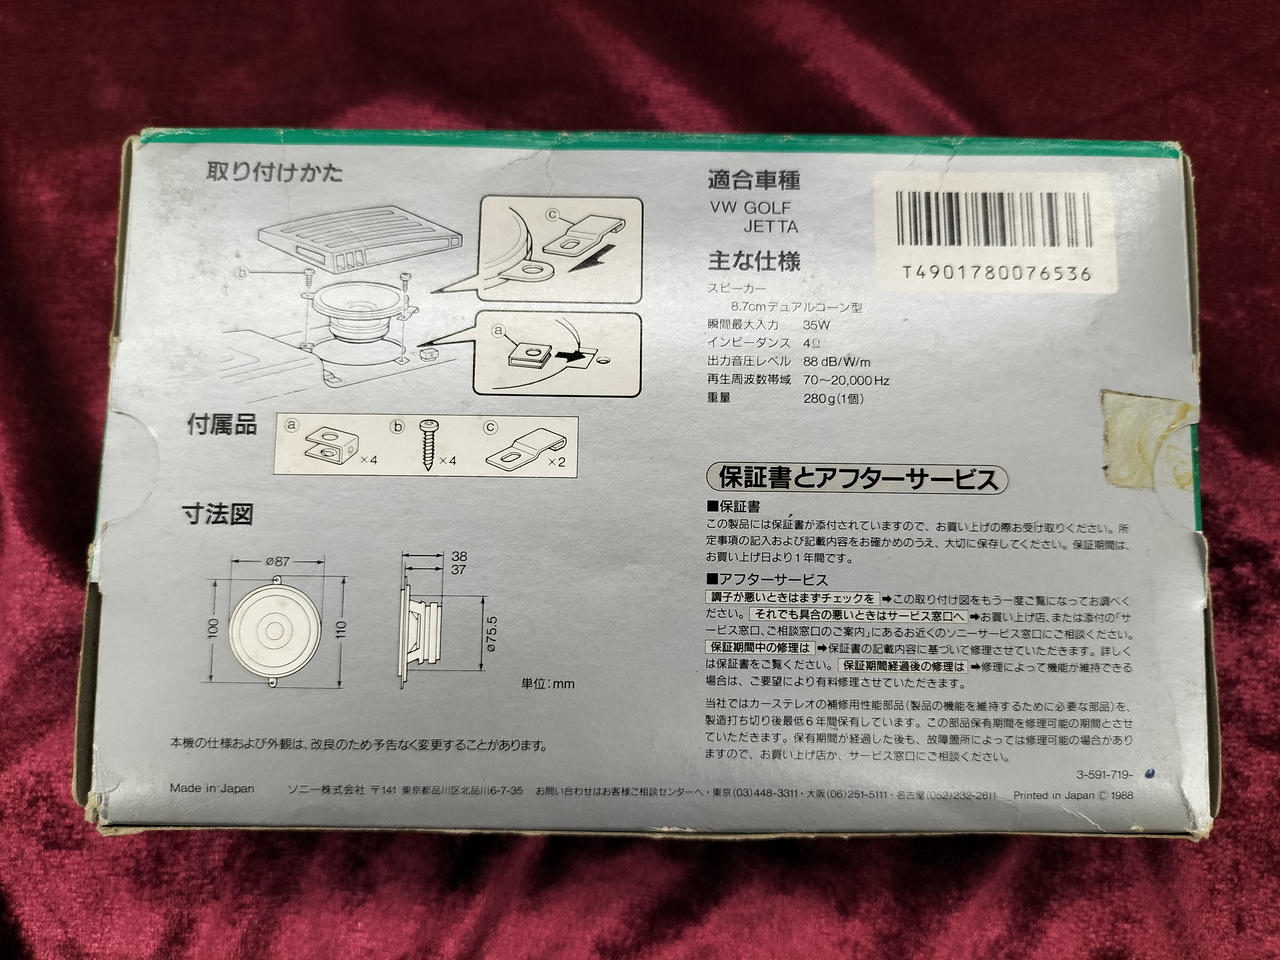 取り付けかた
ⓒ
ⓑ
ⓐ
付属品
ⓐ ×4 ⓑ ×4 ⓒ ×2
寸法図
ø87
100
110
38
37
ø75.5
単位:mm
本機の仕様および外観は、改良のため予告なく変更することがあります。
適合車種
VW GOLF
JETTA
T4901780076536
主な仕様
スピーカー
8.7cmデュアルコーン型
瞬間最大入力 35W
インピーダンス 4Ω
出力音圧レベル 88dB/W/m
再生周波数帯域 70〜20,000Hz
重量 280g(1個)
保証書とアフターサービス
■保証書
この製品には保証書が添付されていますので、お買い上げの際お受け取りください。所
定事項の記入および記載内容をお確かめのうえ、大切に保存してください。保証期間は、
お買い上げ日より1年間です。
■アフターサービス
調子が悪いときはまずチェックを➡この取り付け図をもう一度ご覧になってお調べく
ださい。それでも具合の悪いときはサービス窓口へ➡お買い上げ店、または添付の「サ
ービス窓口、ご相談窓口のご案内」にあるお近くのソニーサービス窓口にご相談ください。
保証期間中の修理は➡保証書の記載内容に基づいて修理させていただきます。詳しく
は保証書をご覧ください。保証期間経過後の修理は➡修理によって機能が維持できる
場合は、ご要望により有料修理させていただきます。
当社ではカーステレオの補修用性能部品(製品の機能を維持するために必要な部品)を、
製造打ち切り後最低6年間保有しています。この部品保有期間を修理可能の期間とさせ
ていただきます。保有期間が経過した後も、故障箇所によっては修理可能の場合があり
ますので、お買い上げ店か、サービス窓口にご相談ください。
3-591-719-
Made in Japan ソニー株式会社 〒141 東京都品川区北品川6-7-35 お問い合わせはお客様ご相談センターへ・東京(03)448-3311・大阪(06)251-5111・名古屋(052)232-2611 Printed in Japan © 1988